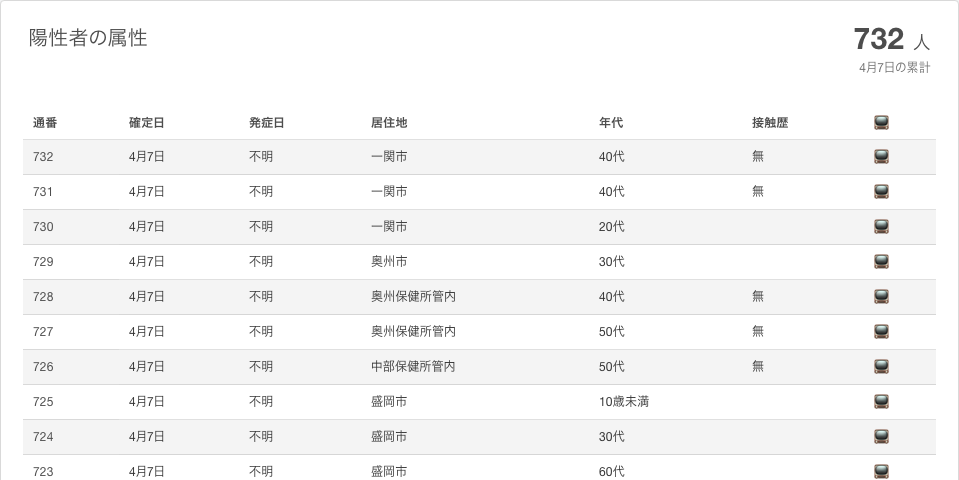 陽性者の属性
732 人
4月7日の累計
通番 確定日 発症日 居住地 年代 接触歴
732 4月7日 不明 一関市 40代 無
731 4月7日 不明 一関市 40代 無
730 4月7日 不明 一関市 20代
729 4月7日 不明 奥州市 30代
728 4月7日 不明 奥州保健所管内 40代 無
727 4月7日 不明 奥州保健所管内 50代 無
726 4月7日 不明 中部保健所管内 50代 無
725 4月7日 不明 盛岡市 10歳未満
724 4月7日 不明 盛岡市 30代
723 4月7日 不明 盛岡市 60代